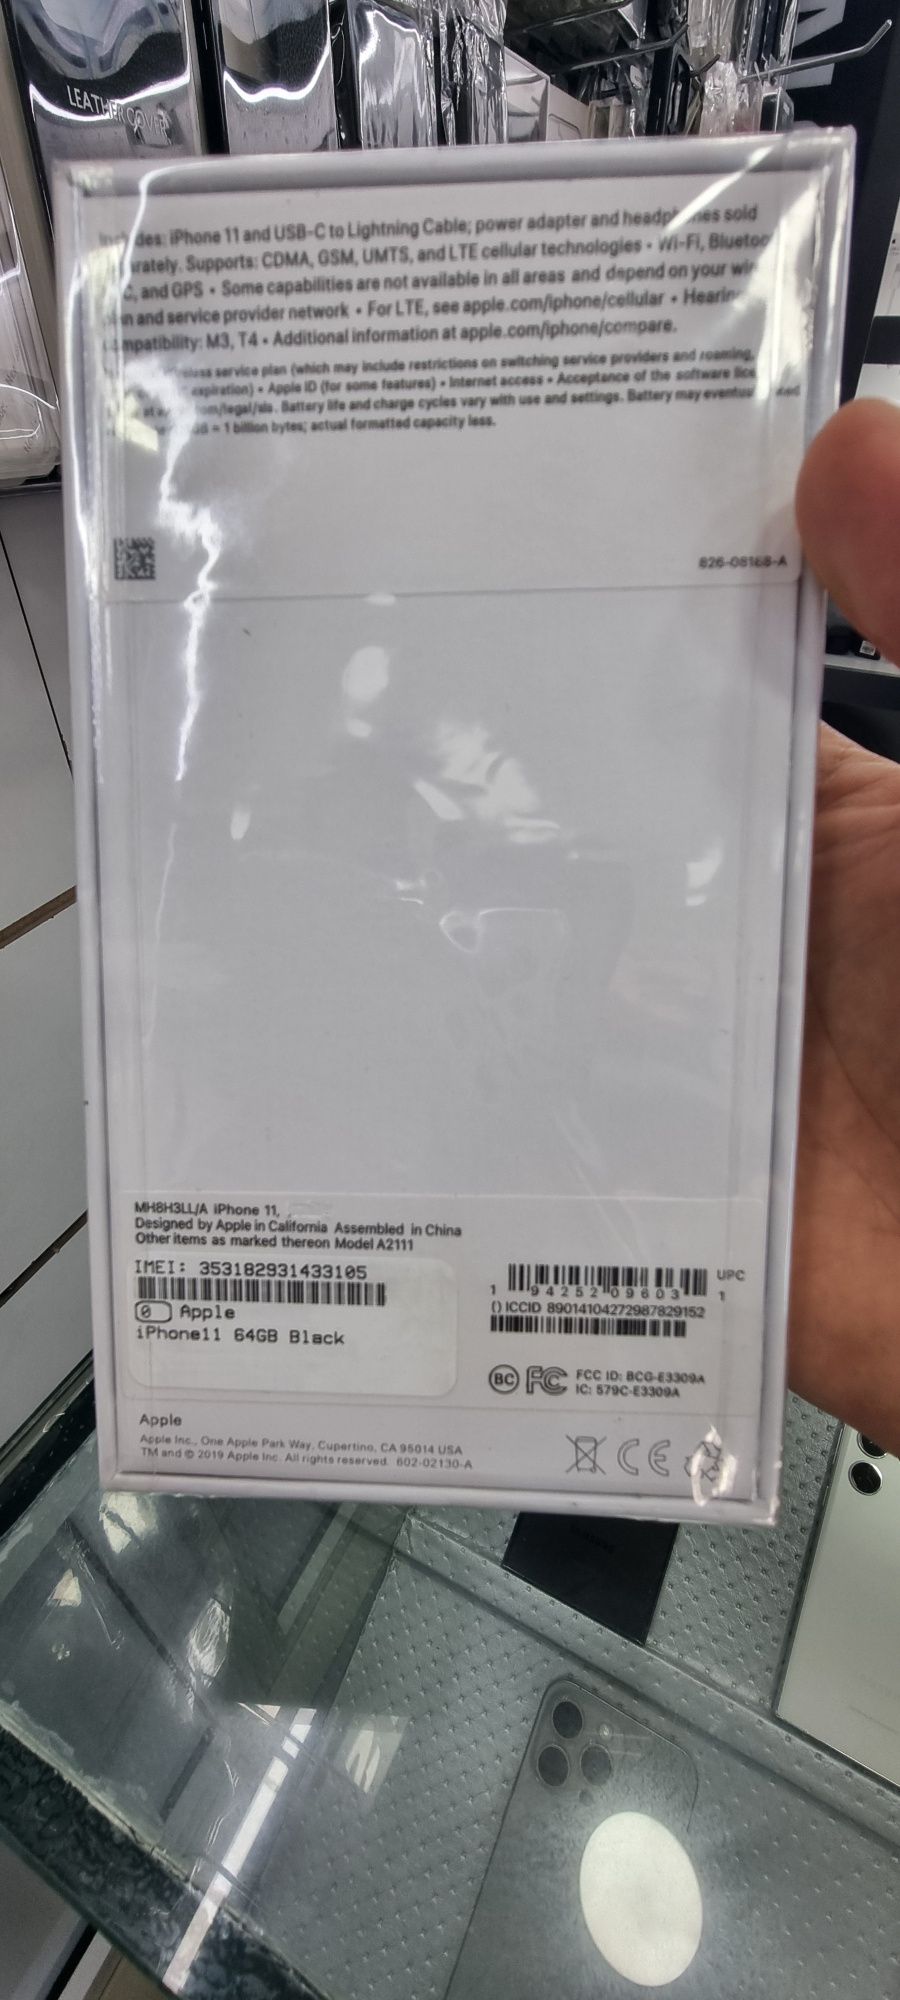 LEATHER COVER
iPhone 11 and USB-C to Lightning Cable; power adapter and headphones sold
Supports: CDMA, GSM, UMTS, and LTE cellular technologies • Wi-Fi,
and GPS • Some capabilities are not available in all areas and depend on your
and service provider network • For LTE, see apple.com/iphone/cellular •
M3, T4 • Additional information at apple.com/iphone/compare.
service plan (which may include restrictions on switching service providers and roaming,
expiration) • Apple ID (for some features) • Internet access • Acceptance of the software
Battery life and charge cycles vary with use and settings. Battery may
= 1 billion bytes; actual formatted capacity less.
826-08168-A
MH8H3LL/A iPhone 11,
Designed by Apple in California Assembled in China
Other items as marked thereon Model A2111
IMEI: 353182931433105
0 Apple
iPhone11 64GB Black
UPC
1 94252 09603 1
() ICCID 89014104272987829152
BC FC FCC ID: BCG-E3309A
IC: 579C-E3309A
Apple
Apple Inc., One Apple Park Way, Cupertino, CA 95014 USA
TM and © 2019 Apple Inc. All rights reserved. 602-02130-A
CE